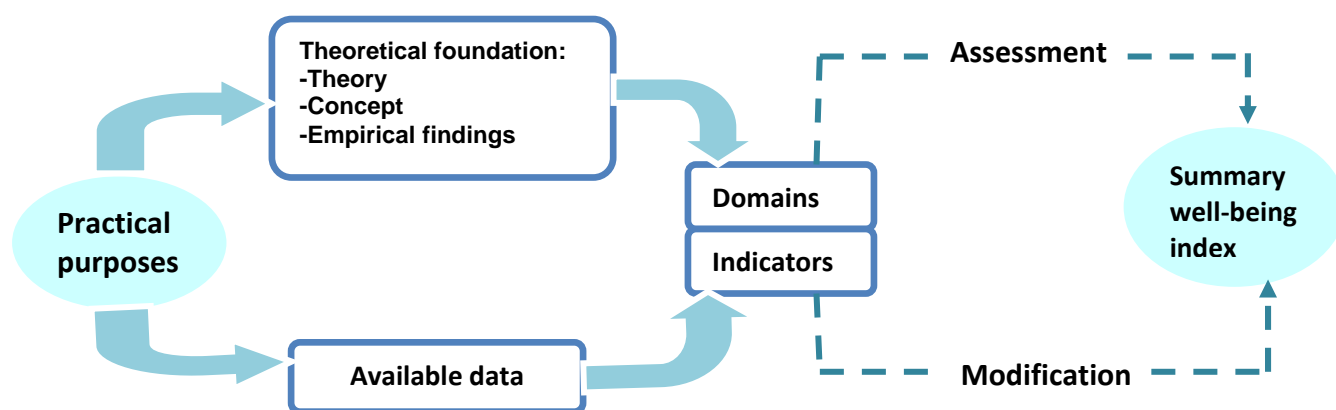 Theoretical foundation:
-Theory
-Concept
-Empirical findings
Assessment
Practical
purposes
Domains
Indicators
Summary
well-being
index
Available data
Modification